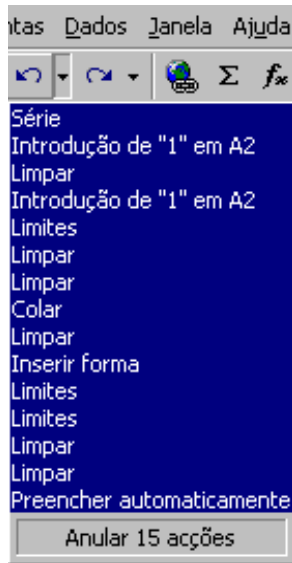 ntas Dados Janela Ajuda
Σ fx
Série
Introdução de "1" em A2
Limpar
Introdução de "1" em A2
Limites
Limpar
Limpar
Colar
Limpar
Inserir forma
Limites
Limites
Limpar
Limpar
Preencher automaticamente
Anular 15 acções